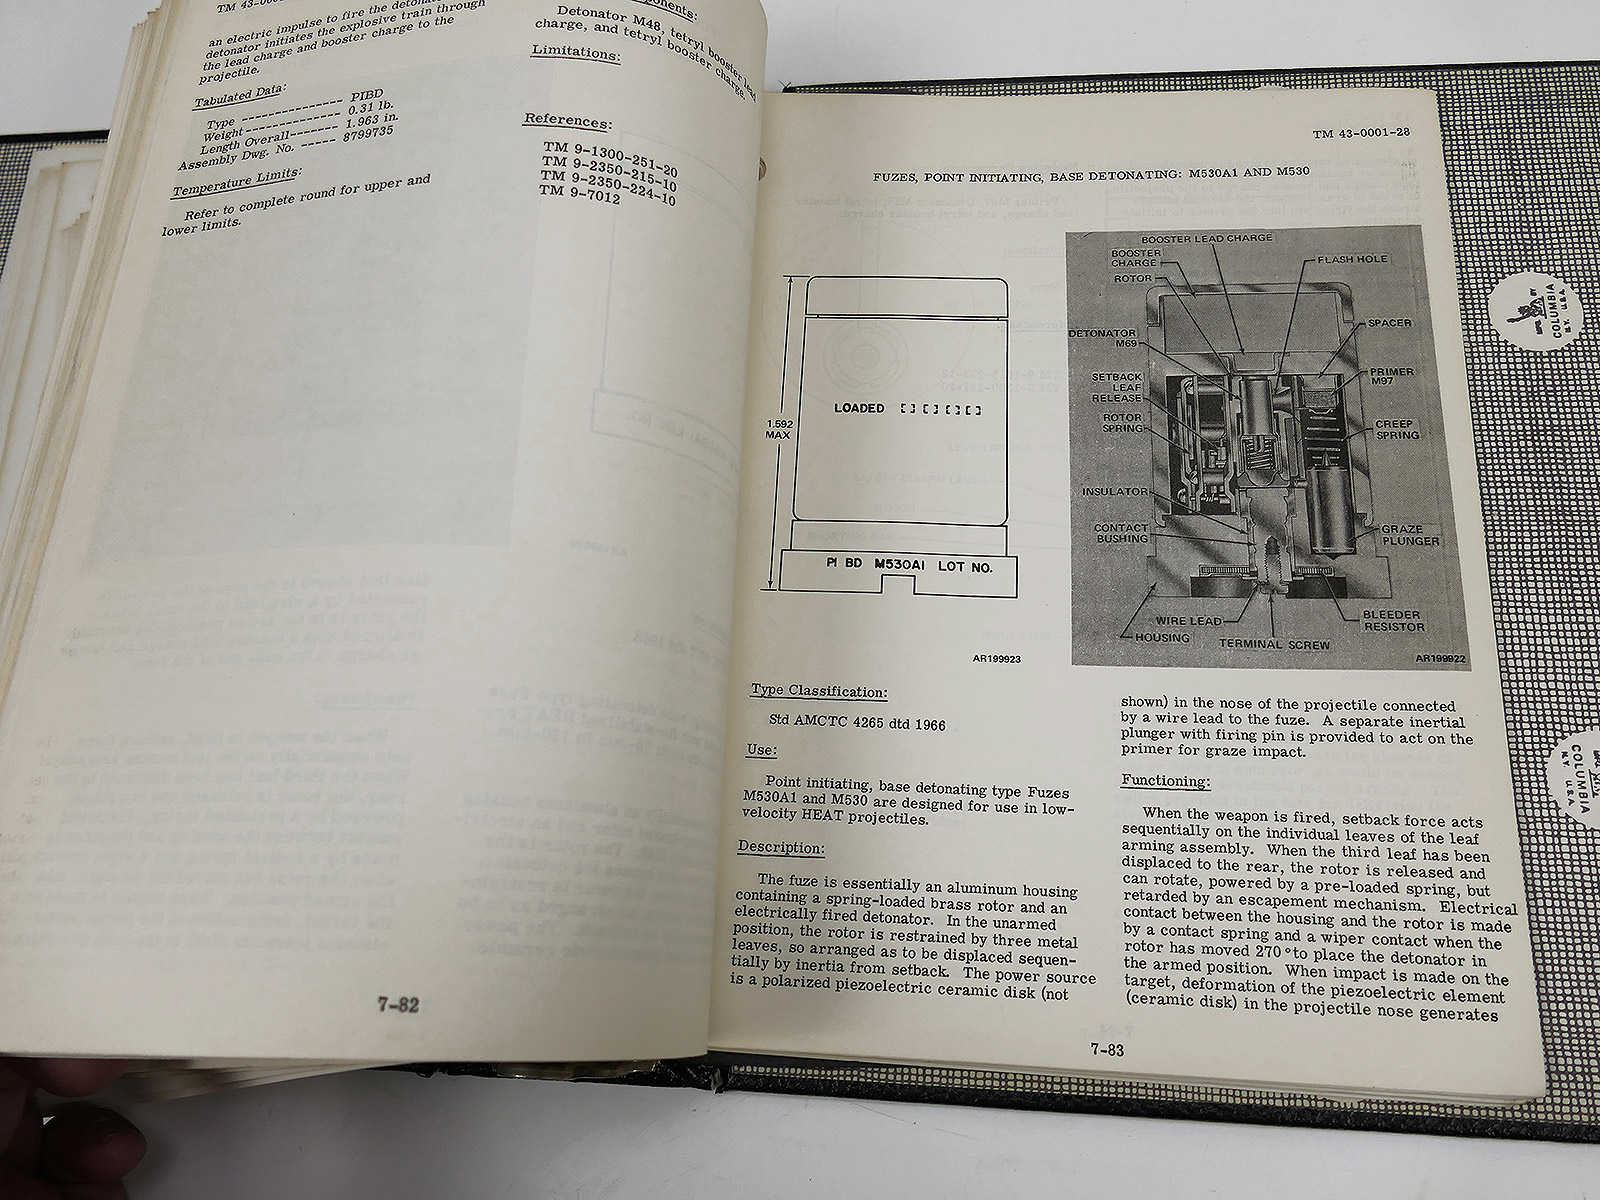 TM 43-000
an electric impulse to fire the
detonator initiates the explosive train through
the lead charge and booster charge to the
projectile.
Tabulated Data:
Type -------------- PIBD
Weight ------------- 0.31 lb.
Length Overall------- 1.963 in.
Assembly Dwg. No. ----- 8799735
Temperature Limits:
Refer to complete round for upper and
lower limits.
Detonator M48, tetryl booster lead
charge, and tetryl booster charge.
Limitations:
References:
TM 9-1300-251-20
TM 9-2350-215-10
TM 9-2350-224-10
TM 9-7012
7-82
TM 43-0001-28
FUZES, POINT INITIATING, BASE DETONATING: M530A1 AND M530
1.592
MAX
LOADED
PI BD M530A1 LOT NO.
AR199923
BOOSTER LEAD CHARGE
BOOSTER
CHARGE
ROTOR
FLASH HOLE
DETONATOR
M69
SPACER
SETBACK
LEAF
RELEASE
PRIMER
M97
ROTOR
SPRING
CREEP
SPRING
INSULATOR
CONTACT
BUSHING
GRAZE
PLUNGER
WIRE LEAD
BLEEDER
RESISTOR
HOUSING
TERMINAL SCREW
AR199922
Type Classification:
Std AMCTC 4265 dtd 1966
Use:
Point initiating, base detonating type Fuzes
M530A1 and M530 are designed for use in low-
velocity HEAT projectiles.
Description:
The fuze is essentially an aluminum housing
containing a spring-loaded brass rotor and an
electrically fired detonator. In the unarmed
position, the rotor is restrained by three metal
leaves, so arranged as to be displaced sequen-
tially by inertia from setback. The power source
is a polarized piezoelectric ceramic disk (not
shown) in the nose of the projectile connected
by a wire lead to the fuze. A separate inertial
plunger with firing pin is provided to act on the
primer for graze impact.
Functioning:
When the weapon is fired, setback force acts
sequentially on the individual leaves of the leaf
arming assembly. When the third leaf has been
displaced to the rear, the rotor is released and
can rotate, powered by a pre-loaded spring, but
retarded by an escapement mechanism. Electrical
contact between the housing and the rotor is made
by a contact spring and a wiper contact when the
rotor has moved 270° to place the detonator in
the armed position. When impact is made on the
target, deformation of the piezoelectric element
(ceramic disk) in the projectile nose generates
7-83
BY
COLUMBIA
N.Y. U.S.A.
COLUMBIA
N.Y. U.S.A.